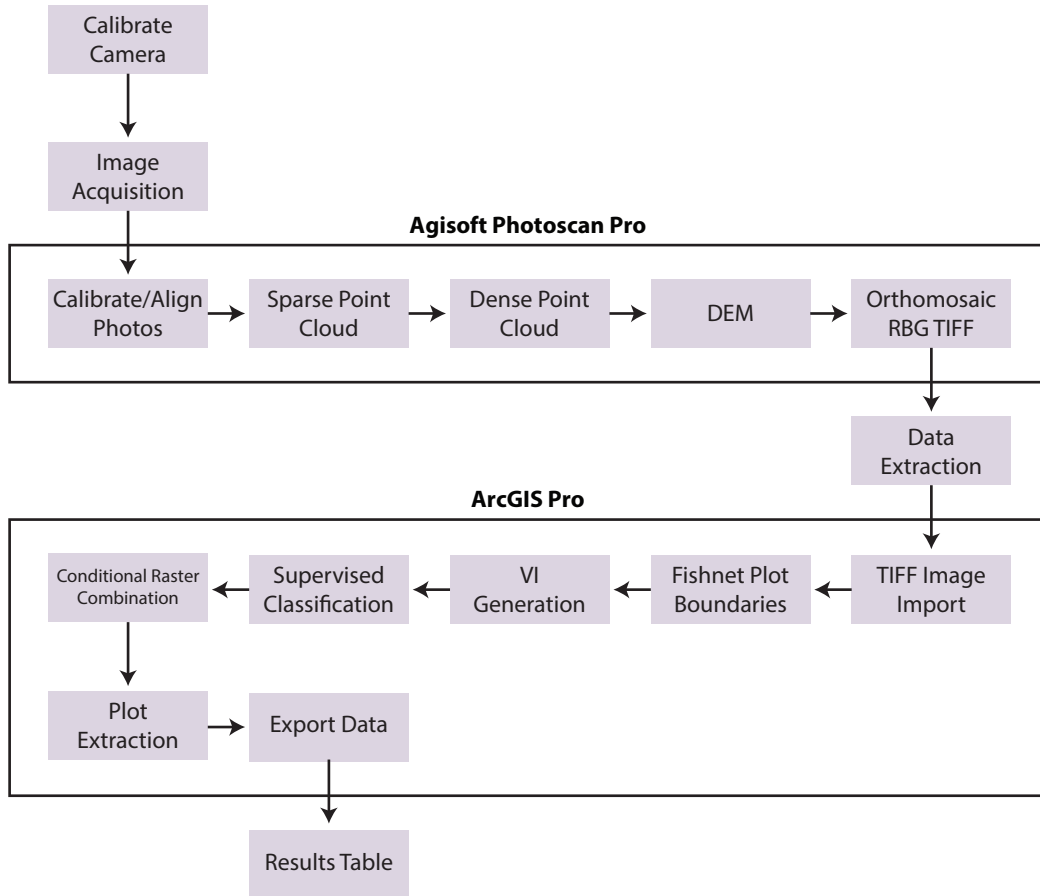 Calibrate
Camera
Image
Acquisition
Agisoft Photoscan Pro
Calibrate/Align
Photos
Sparse Point
Cloud
Dense Point
Cloud
DEM
Orthomosaic
RBG TIFF
Data
Extraction
ArcGIS Pro
TIFF Image
Import
Fishnet Plot
Boundaries
VI
Generation
Supervised
Classification
Conditional Raster
Combination
Plot
Extraction
Export Data
Results Table